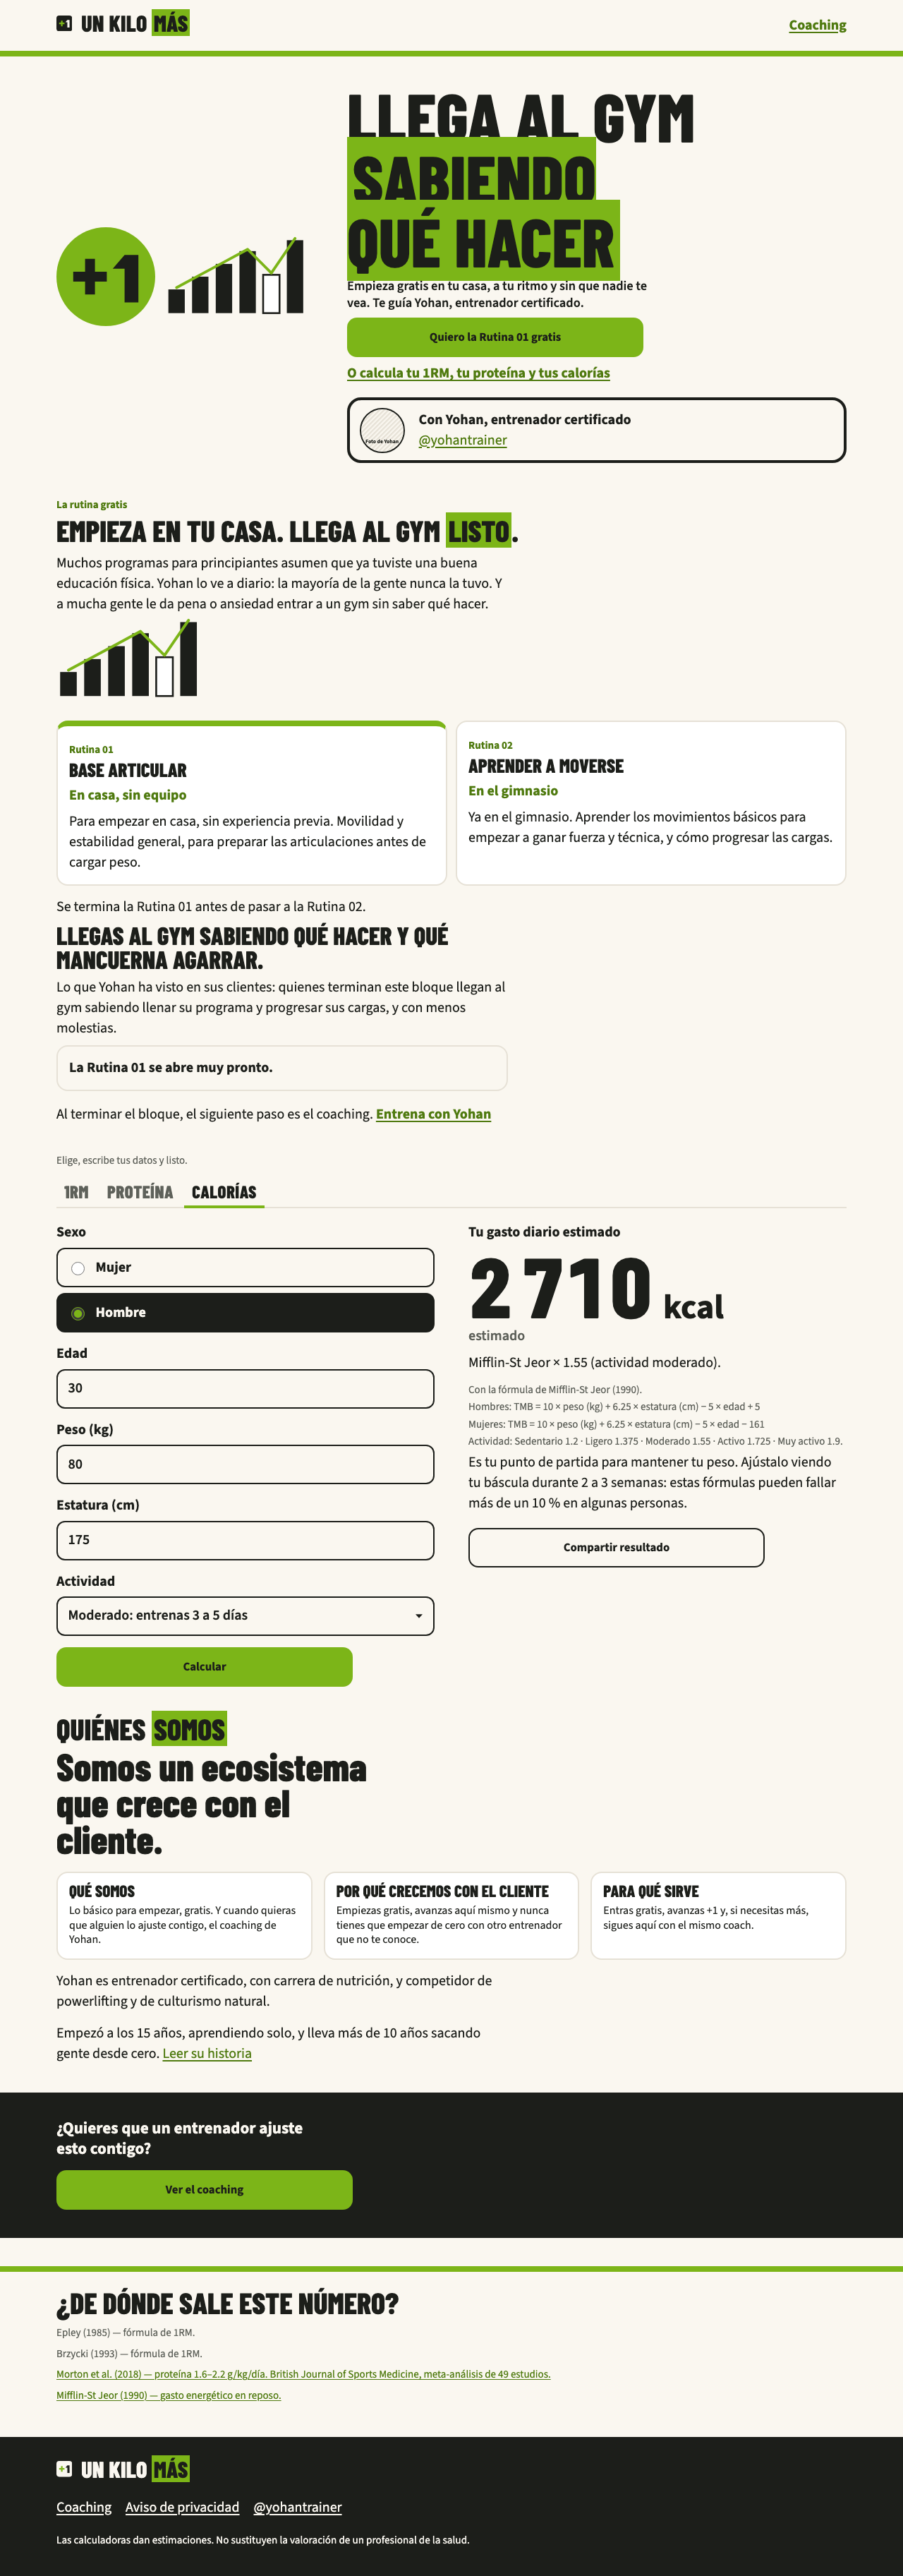 +1 UN KILO MÁS
Coaching
LLEGA AL GYM
SABIENDO
QUÉ HACER
+1
Empieza gratis en tu casa, a tu ritmo y sin que nadie te
vea. Te guía Yohan, entrenador certificado.
Quiero la Rutina 01 gratis
O calcula tu 1RM, tu proteína y tus calorías
Foto de Yohan
Con Yohan, entrenador certificado
@yohantrainer
La rutina gratis
EMPIEZA EN TU CASA. LLEGA AL GYM LISTO.
Muchos programas para principiantes asumen que ya tuviste una buena
educación física. Yohan lo ve a diario: la mayoría de la gente nunca la tuvo. Y
a mucha gente le da pena o ansiedad entrar a un gym sin saber qué hacer.
Rutina 01
BASE ARTICULAR
En casa, sin equipo
Para empezar en casa, sin experiencia previa. Movilidad y
estabilidad general, para preparar las articulaciones antes de
cargar peso.
Rutina 02
APRENDER A MOVERSE
En el gimnasio
Ya en el gimnasio. Aprender los movimientos básicos para
empezar a ganar fuerza y técnica, y cómo progresar las cargas.
Se termina la Rutina 01 antes de pasar a la Rutina 02.
LLEGAS AL GYM SABIENDO QUÉ HACER Y QUÉ
MANCUERNA AGARRAR.
Lo que Yohan ha visto en sus clientes: quienes terminan este bloque llegan al
gym sabiendo llenar su programa y progresar sus cargas, y con menos
molestias.
La Rutina 01 se abre muy pronto.
Al terminar el bloque, el siguiente paso es el coaching. Entrena con Yohan
Elige, escribe tus datos y listo.
1RM PROTEÍNA CALORÍAS
Sexo
Mujer
Hombre
Edad
30
Peso (kg)
80
Estatura (cm)
175
Actividad
Moderado: entrenas 3 a 5 días
Calcular
Tu gasto diario estimado
2 710 kcal
estimado
Mifflin-St Jeor × 1.55 (actividad moderado).
Con la fórmula de Mifflin-St Jeor (1990).
Hombres: TMB = 10 × peso (kg) + 6.25 × estatura (cm) − 5 × edad + 5
Mujeres: TMB = 10 × peso (kg) + 6.25 × estatura (cm) − 5 × edad − 161
Actividad: Sedentario 1.2 · Ligero 1.375 · Moderado 1.55 · Activo 1.725 · Muy activo 1.9.
Es tu punto de partida para mantener tu peso. Ajústalo viendo
tu báscula durante 2 a 3 semanas: estas fórmulas pueden fallar
más de un 10 % en algunas personas.
Compartir resultado
QUIÉNES SOMOS
Somos un ecosistema
que crece con el
cliente.
QUÉ SOMOS
Lo básico para empezar, gratis. Y cuando quieras
que alguien lo ajuste contigo, el coaching de
Yohan.
POR QUÉ CRECEMOS CON EL CLIENTE
Empiezas gratis, avanzas aquí mismo y nunca
tienes que empezar de cero con otro entrenador
que no te conoce.
PARA QUÉ SIRVE
Entras gratis, avanzas +1 y, si necesitas más,
sigues aquí con el mismo coach.
Yohan es entrenador certificado, con carrera de nutrición, y competidor de
powerlifting y de culturismo natural.
Empezó a los 15 años, aprendiendo solo, y lleva más de 10 años sacando
gente desde cero. Leer su historia
¿Quieres que un entrenador ajuste
esto contigo?
Ver el coaching
¿DE DÓNDE SALE ESTE NÚMERO?
Epley (1985) — fórmula de 1RM.
Brzycki (1993) — fórmula de 1RM.
Morton et al. (2018) — proteína 1.6–2.2 g/kg/día. British Journal of Sports Medicine, meta-análisis de 49 estudios.
Mifflin-St Jeor (1990) — gasto energético en reposo.
+1 UN KILO MÁS
Coaching Aviso de privacidad @yohantrainer
Las calculadoras dan estimaciones. No sustituyen la valoración de un profesional de la salud.